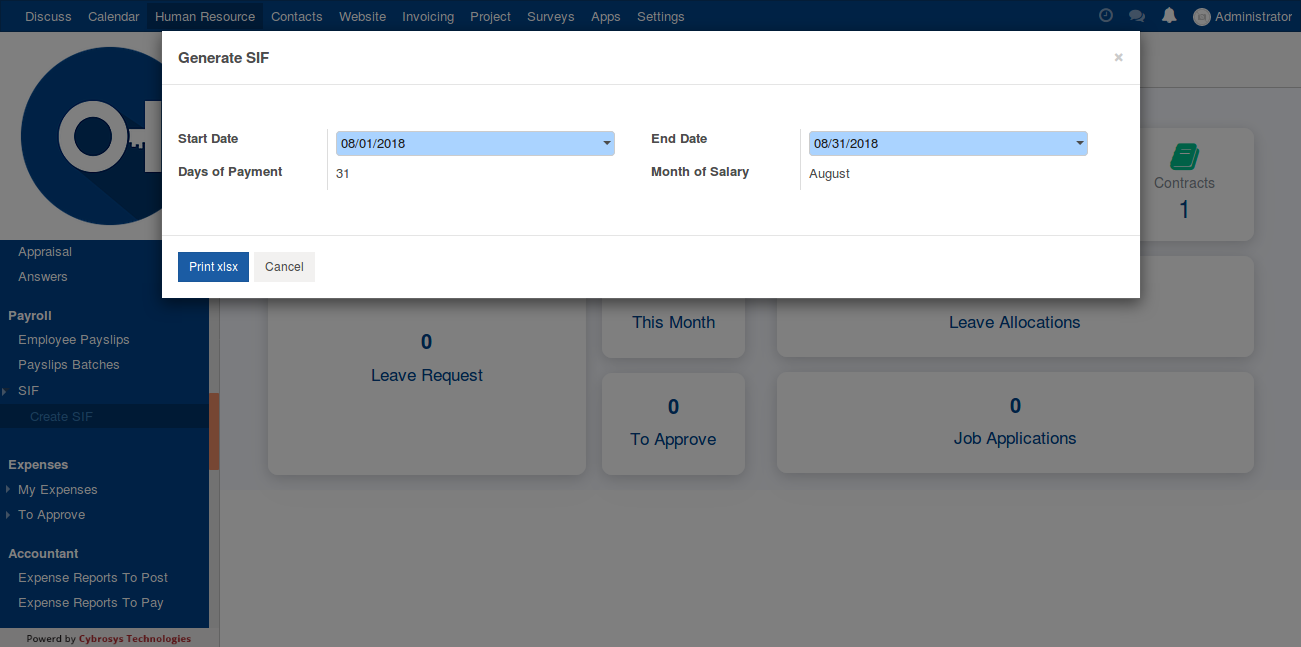 Discuss Calendar Human Resource Contacts Website Invoicing Project Surveys Apps Settings Administrator
Generate SIF ×
Start Date 08/01/2018 End Date 08/31/2018
Days of Payment 31 Month of Salary August
Print xlsx Cancel
Contracts
1
Appraisal
Answers
Payroll
Employee Payslips
Payslips Batches
SIF
Create SIF
Expenses
My Expenses
To Approve
Accountant
Expense Reports To Post
Expense Reports To Pay
Powerd by Cybrosys Technologies
0
Leave Request
This Month
0
To Approve
Leave Allocations
0
Job Applications